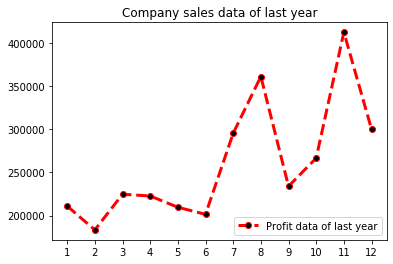 Company sales data of last year
400000
350000
300000
250000
200000
Profit data of last year
1 2 3 4 5 6 7 8 9 10 11 12